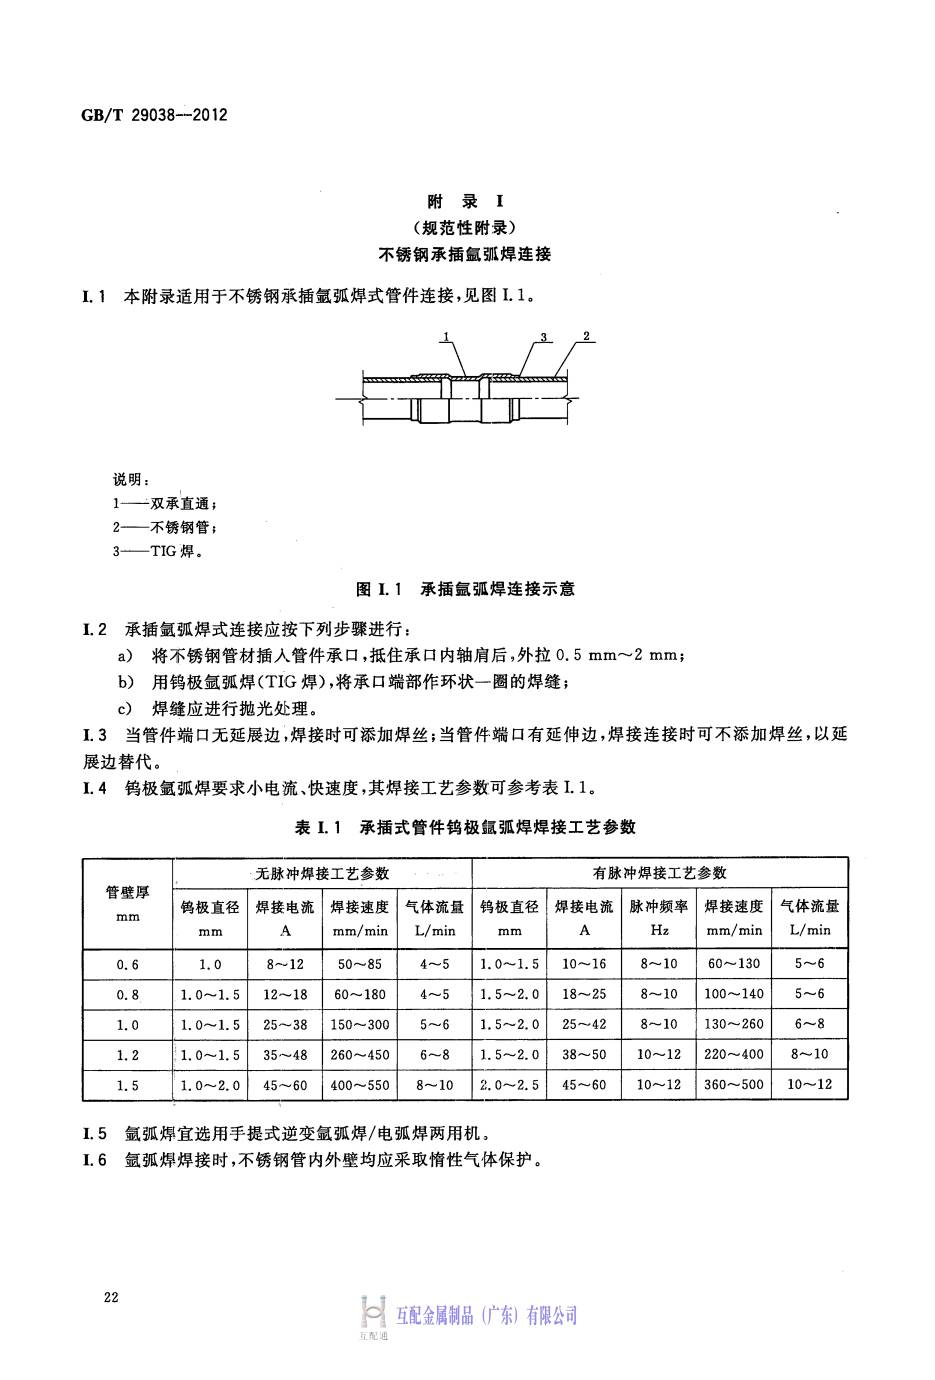 GB/T 29038—2012
附 录 I
（规范性附录）
不锈钢承插氩弧焊连接
I.1 本附录适用于不锈钢承插氩弧焊式管件连接,见图 I.1。
1 3 2
说明：
1——双承直通；
2——不锈钢管；
3——TIG 焊。
图 I.1 承插氩弧焊连接示意
I.2 承插氩弧焊式连接应按下列步骤进行：
a) 将不锈钢管材插入管件承口,抵住承口内轴肩后,外拉 0.5 mm～2 mm；
b) 用钨极氩弧焊(TIG 焊),将承口端部作环状一圈的焊缝；
c) 焊缝应进行抛光处理。
I.3 当管件端口无延展边,焊接时可添加焊丝；当管件端口有延伸边,焊接连接时可不添加焊丝,以延
展边替代。
I.4 钨极氩弧焊要求小电流、快速度,其焊接工艺参数可参考表 I.1。
表 I.1 承插式管件钨极氩弧焊焊接工艺参数
管壁厚 mm 无脉冲焊接工艺参数 有脉冲焊接工艺参数
钨极直径 焊接电流 焊接速度 气体流量 钨极直径 焊接电流 脉冲频率 焊接速度 气体流量
mm A mm/min L/min mm A Hz mm/min L/min
0.6 1.0 8～12 50～85 4～5 1.0～1.5 10～16 8～10 60～130 5～6
0.8 1.0～1.5 12～18 60～180 4～5 1.5～2.0 18～25 8～10 100～140 5～6
1.0 1.0～1.5 25～38 150～300 5～6 1.5～2.0 25～42 8～10 130～260 6～8
1.2 1.0～1.5 35～48 260～450 6～8 1.5～2.0 38～50 10～12 220～400 8～10
1.5 1.0～2.0 45～60 400～550 8～10 2.0～2.5 45～60 10～12 360～500 10～12
I.5 氩弧焊宜选用手提式逆变氩弧焊/电弧焊两用机。
I.6 氩弧焊焊接时,不锈钢管内外壁均应采取惰性气体保护。
22
互配金属制品（广东）有限公司
互配通